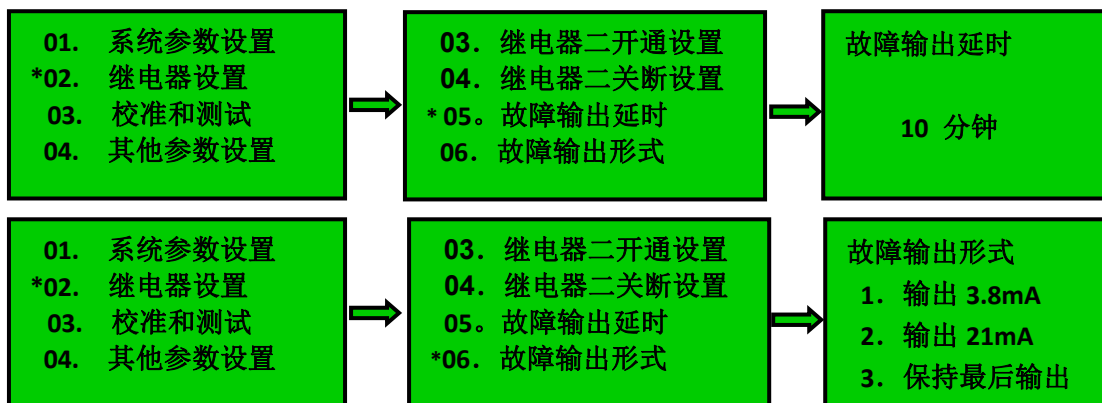 01. 系统参数设置
*02. 继电器设置
03. 校准和测试
04. 其他参数设置
03. 继电器二开通设置
04. 继电器二关断设置
*05。故障输出延时
06. 故障输出形式
故障输出延时
10 分钟
01. 系统参数设置
*02. 继电器设置
03. 校准和测试
04. 其他参数设置
03. 继电器二开通设置
04. 继电器二关断设置
05。故障输出延时
*06. 故障输出形式
故障输出形式
1. 输出 3.8mA
2. 输出 21mA
3. 保持最后输出